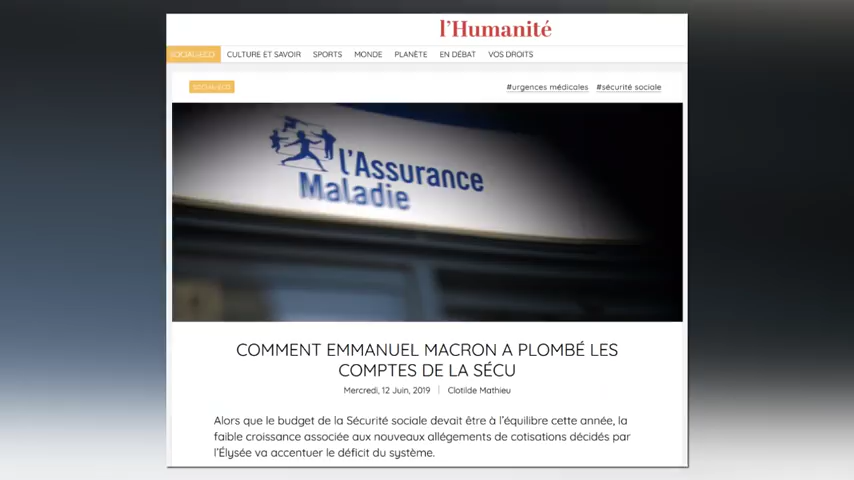 l'Humanité
SOCIAL-ECO CULTURE ET SAVOIR SPORTS MONDE PLANÈTE EN DÉBAT VOS DROITS
SOCIAL-ECO #urgences médicales #sécurité sociale
l'Assurance
Maladie
COMMENT EMMANUEL MACRON A PLOMBÉ LES
COMPTES DE LA SÉCU
Mercredi, 12 Juin, 2019 | Clotilde Mathieu
Alors que le budget de la Sécurité sociale devait être à l'équilibre cette année, la
faible croissance associée aux nouveaux allégements de cotisations décidés par
l'Élysée va accentuer le déficit du système.